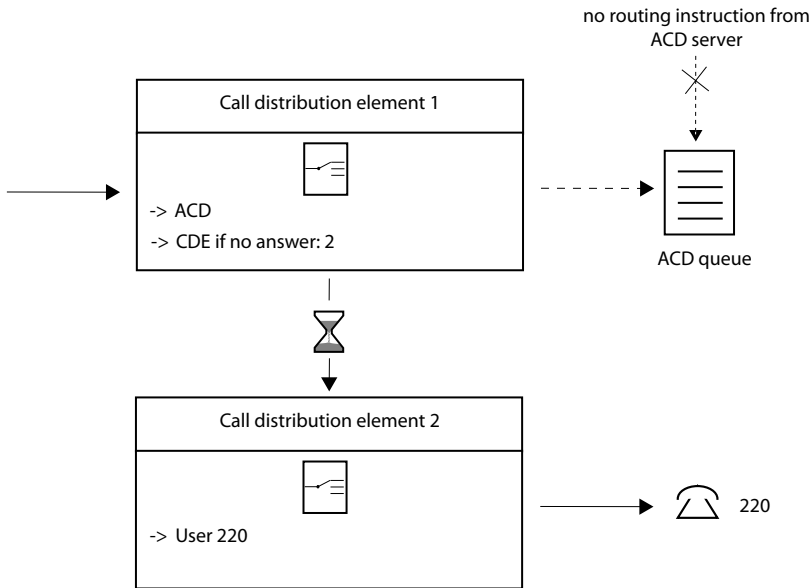 no routing instruction from
ACD server
Call distribution element 1
-> ACD
-> CDE if no answer: 2
ACD queue
Call distribution element 2
-> User 220
220